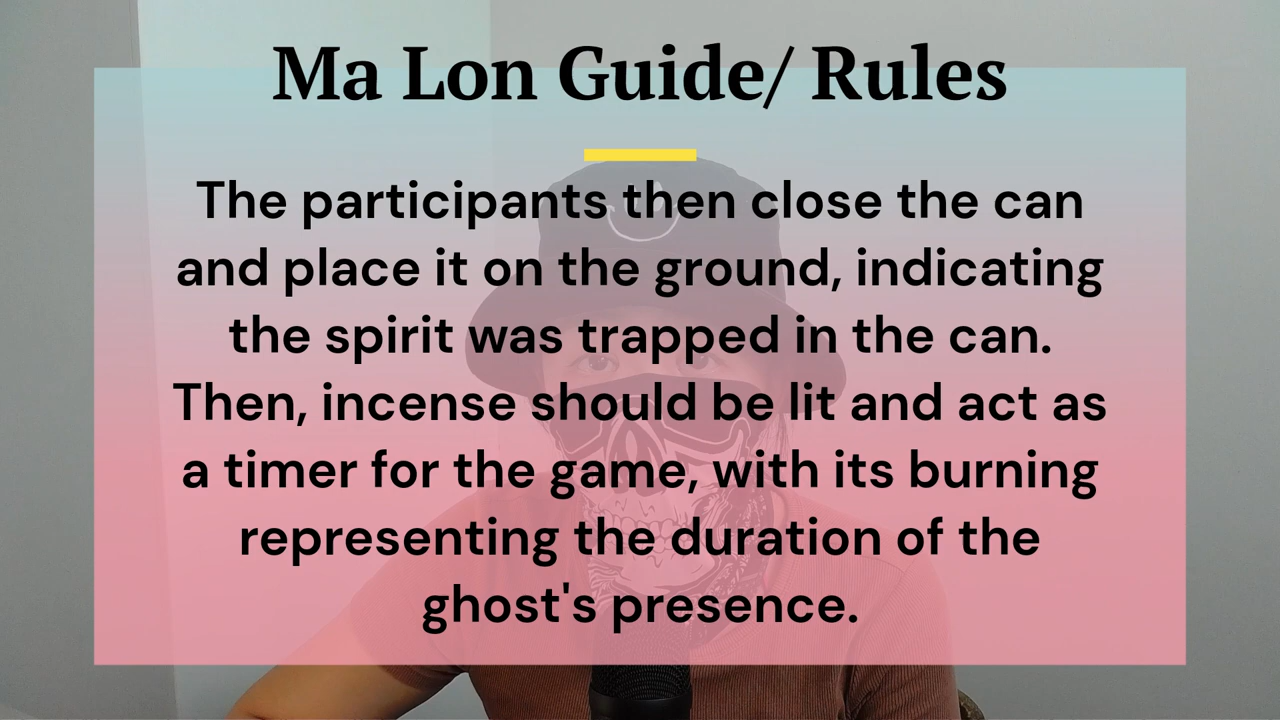 Ma Lon Guide/ Rules
The participants then close the can
and place it on the ground, indicating
the spirit was trapped in the can.
Then, incense should be lit and act as
a timer for the game, with its burning
representing the duration of the
ghost's presence.